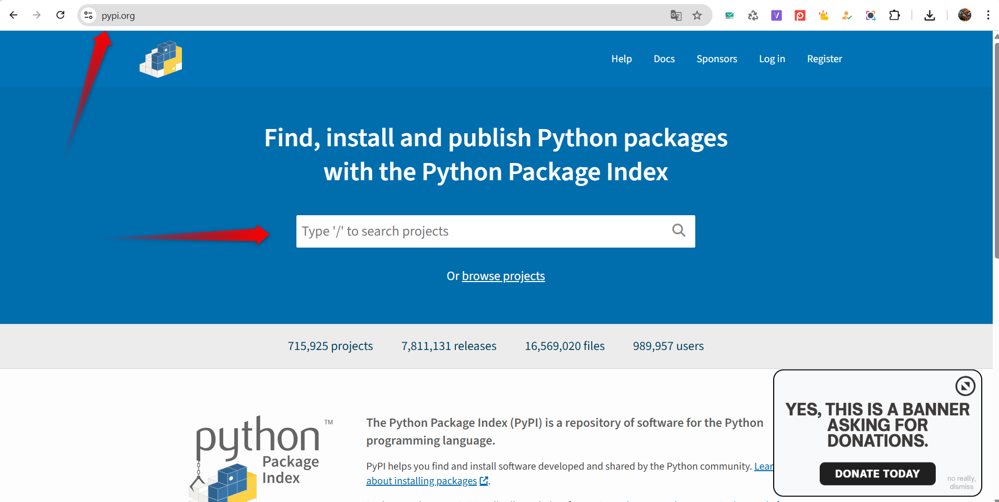 pypi.org
Help Docs Sponsors Log in Register
Find, install and publish Python packages
with the Python Package Index
Type '/' to search projects
Or browse projects
715,925 projects 7,811,131 releases 16,569,020 files 989,957 users
python™
Package
Index
The Python Package Index (PyPI) is a repository of software for the Python
programming language.
PyPI helps you find and install software developed and shared by the Python community. Lear
about installing packages.
YES, THIS IS A BANNER
ASKING FOR
DONATIONS.
DONATE TODAY
no really,
dismiss